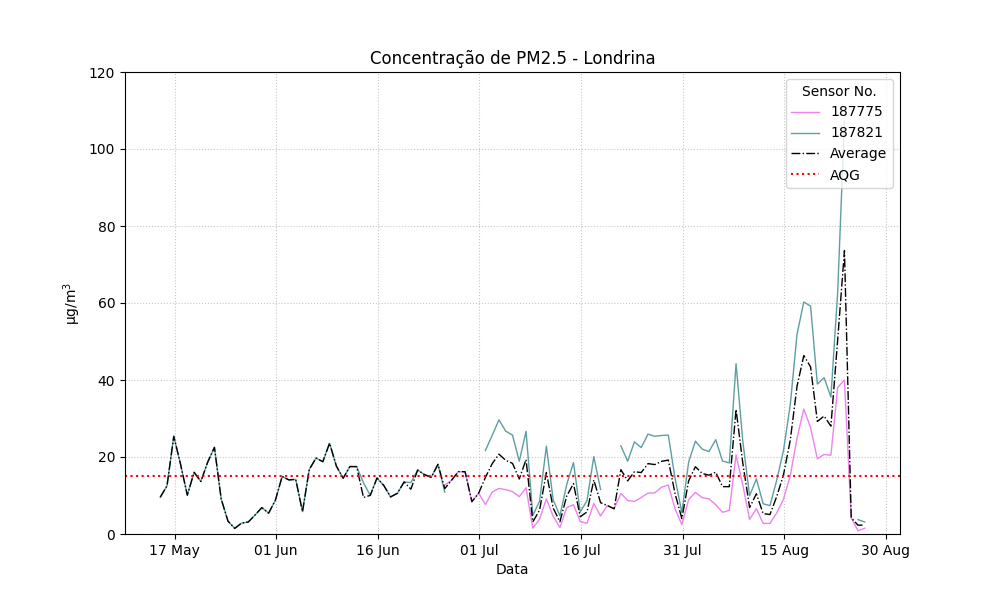 Concentração de PM2.5 - Londrina
Sensor No.
187775
187821
Average
AQG
120
100
80
60
40
20
0
µg/m³
17 May
01 Jun
16 Jun
01 Jul
16 Jul
31 Jul
15 Aug
30 Aug
Data